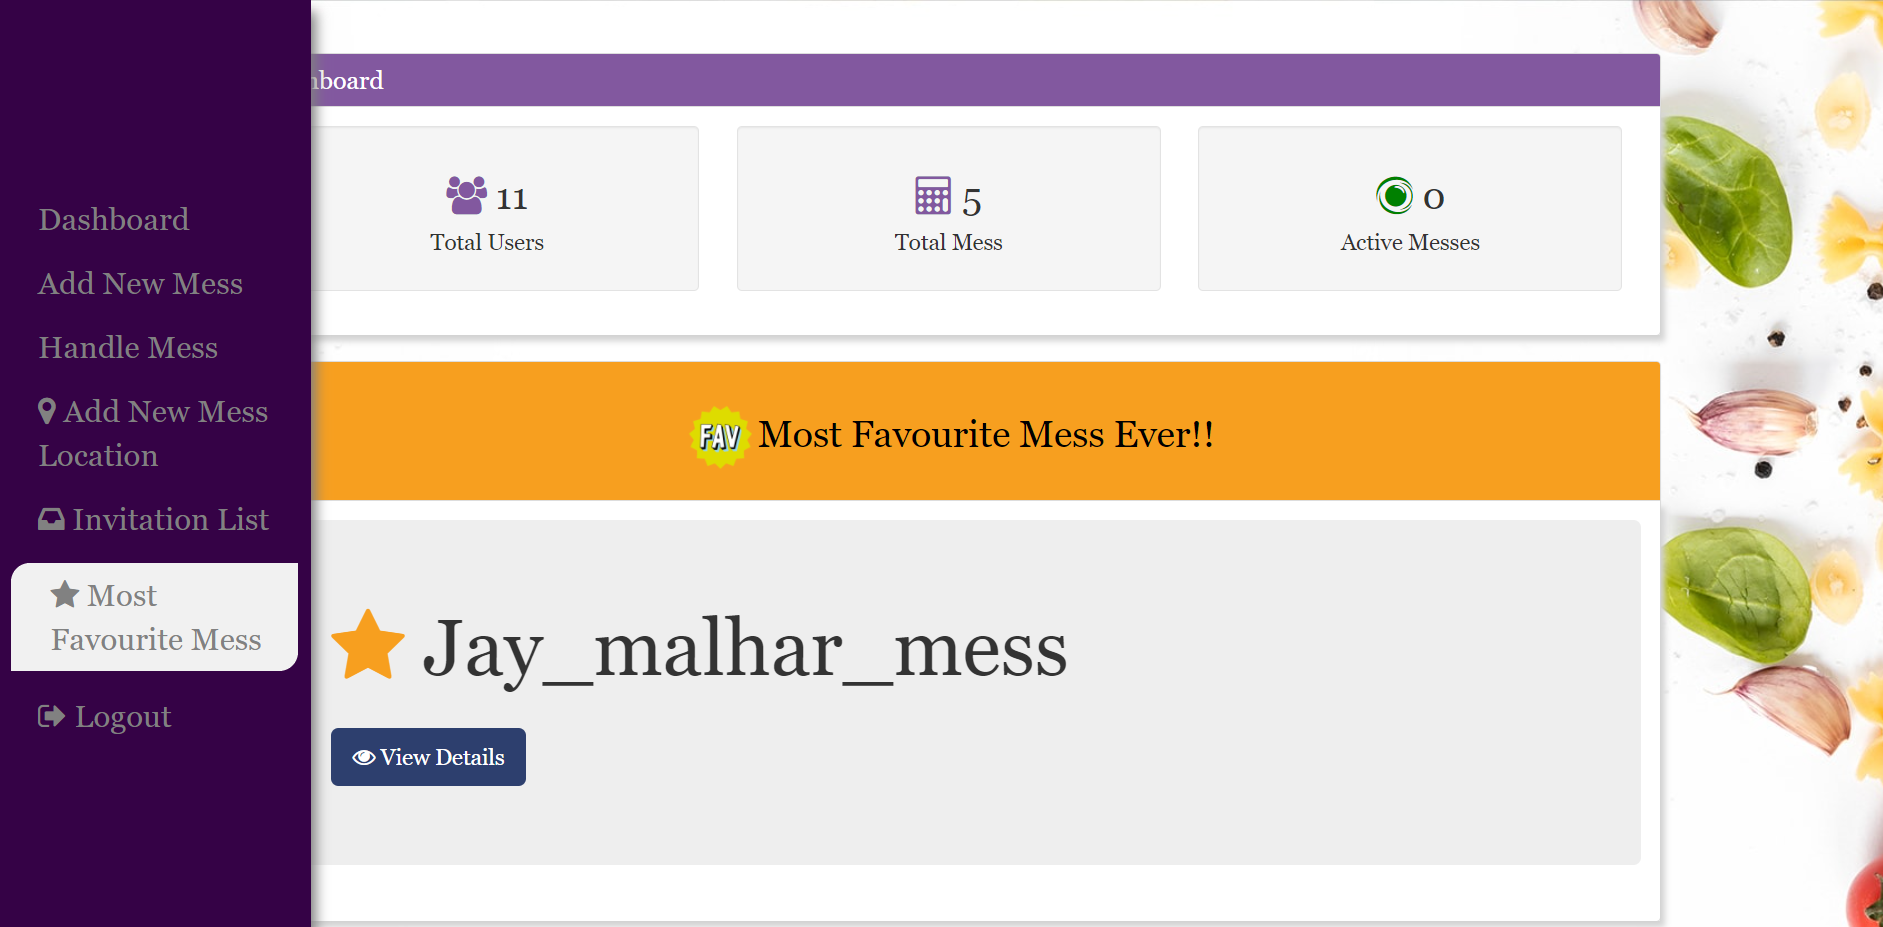 Dashboard
Add New Mess
Handle Mess
Add New Mess
Location
Invitation List
Most
Favourite Mess
Logout
board
11
Total Users
5
Total Mess
0
Active Messes
FAV Most Favourite Mess Ever!!
Jay_malhar_mess
View Details